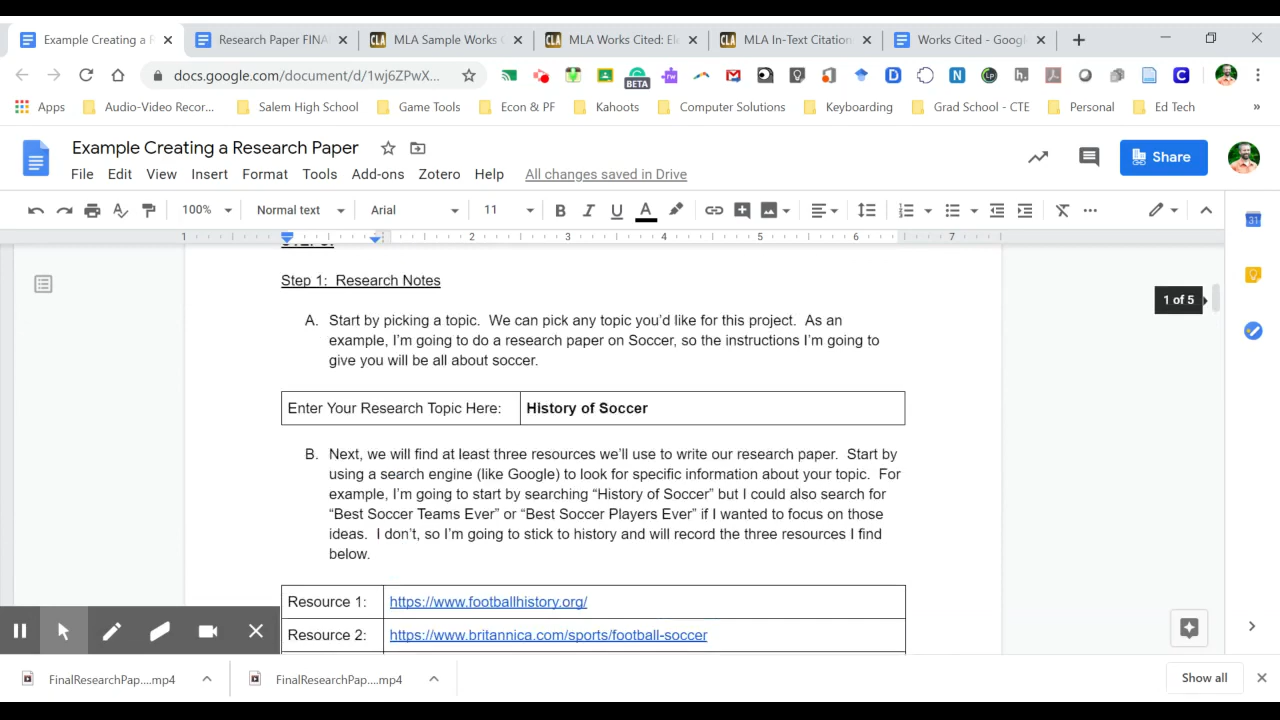 Example Creating a R
Research Paper FINA
MLA Sample Works C
MLA Works Cited: Ele
MLA In-Text Citation
Works Cited - Goog
docs.google.com/document/d/1wj6ZPwX...
BETA
Apps
Audio-Video Recor...
Salem High School
Game Tools
Econ & PF
Kahoots
Computer Solutions
Keyboarding
Grad School - CTE
Personal
Ed Tech
»
Example Creating a Research Paper
Share
File Edit View Insert Format Tools Add-ons Zotero Help All changes saved in Drive
100% Normal text Arial 11 B I U A
1 1 2 3 4 5 6 7
31
Step 1: Research Notes
1 of 5
A. Start by picking a topic. We can pick any topic you'd like for this project. As an
example, I'm going to do a research paper on Soccer, so the instructions I'm going to
give you will be all about soccer.
Enter Your Research Topic Here: History of Soccer
B. Next, we will find at least three resources we'll use to write our research paper. Start by
using a search engine (like Google) to look for specific information about your topic. For
example, I'm going to start by searching “History of Soccer” but I could also search for
“Best Soccer Teams Ever” or “Best Soccer Players Ever” if I wanted to focus on those
ideas. I don't, so I'm going to stick to history and will record the three resources I find
below.
Resource 1: https://www.footballhistory.org/
Resource 2: https://www.britannica.com/sports/football-soccer
FinalResearchPap....mp4
FinalResearchPap....mp4
Show all